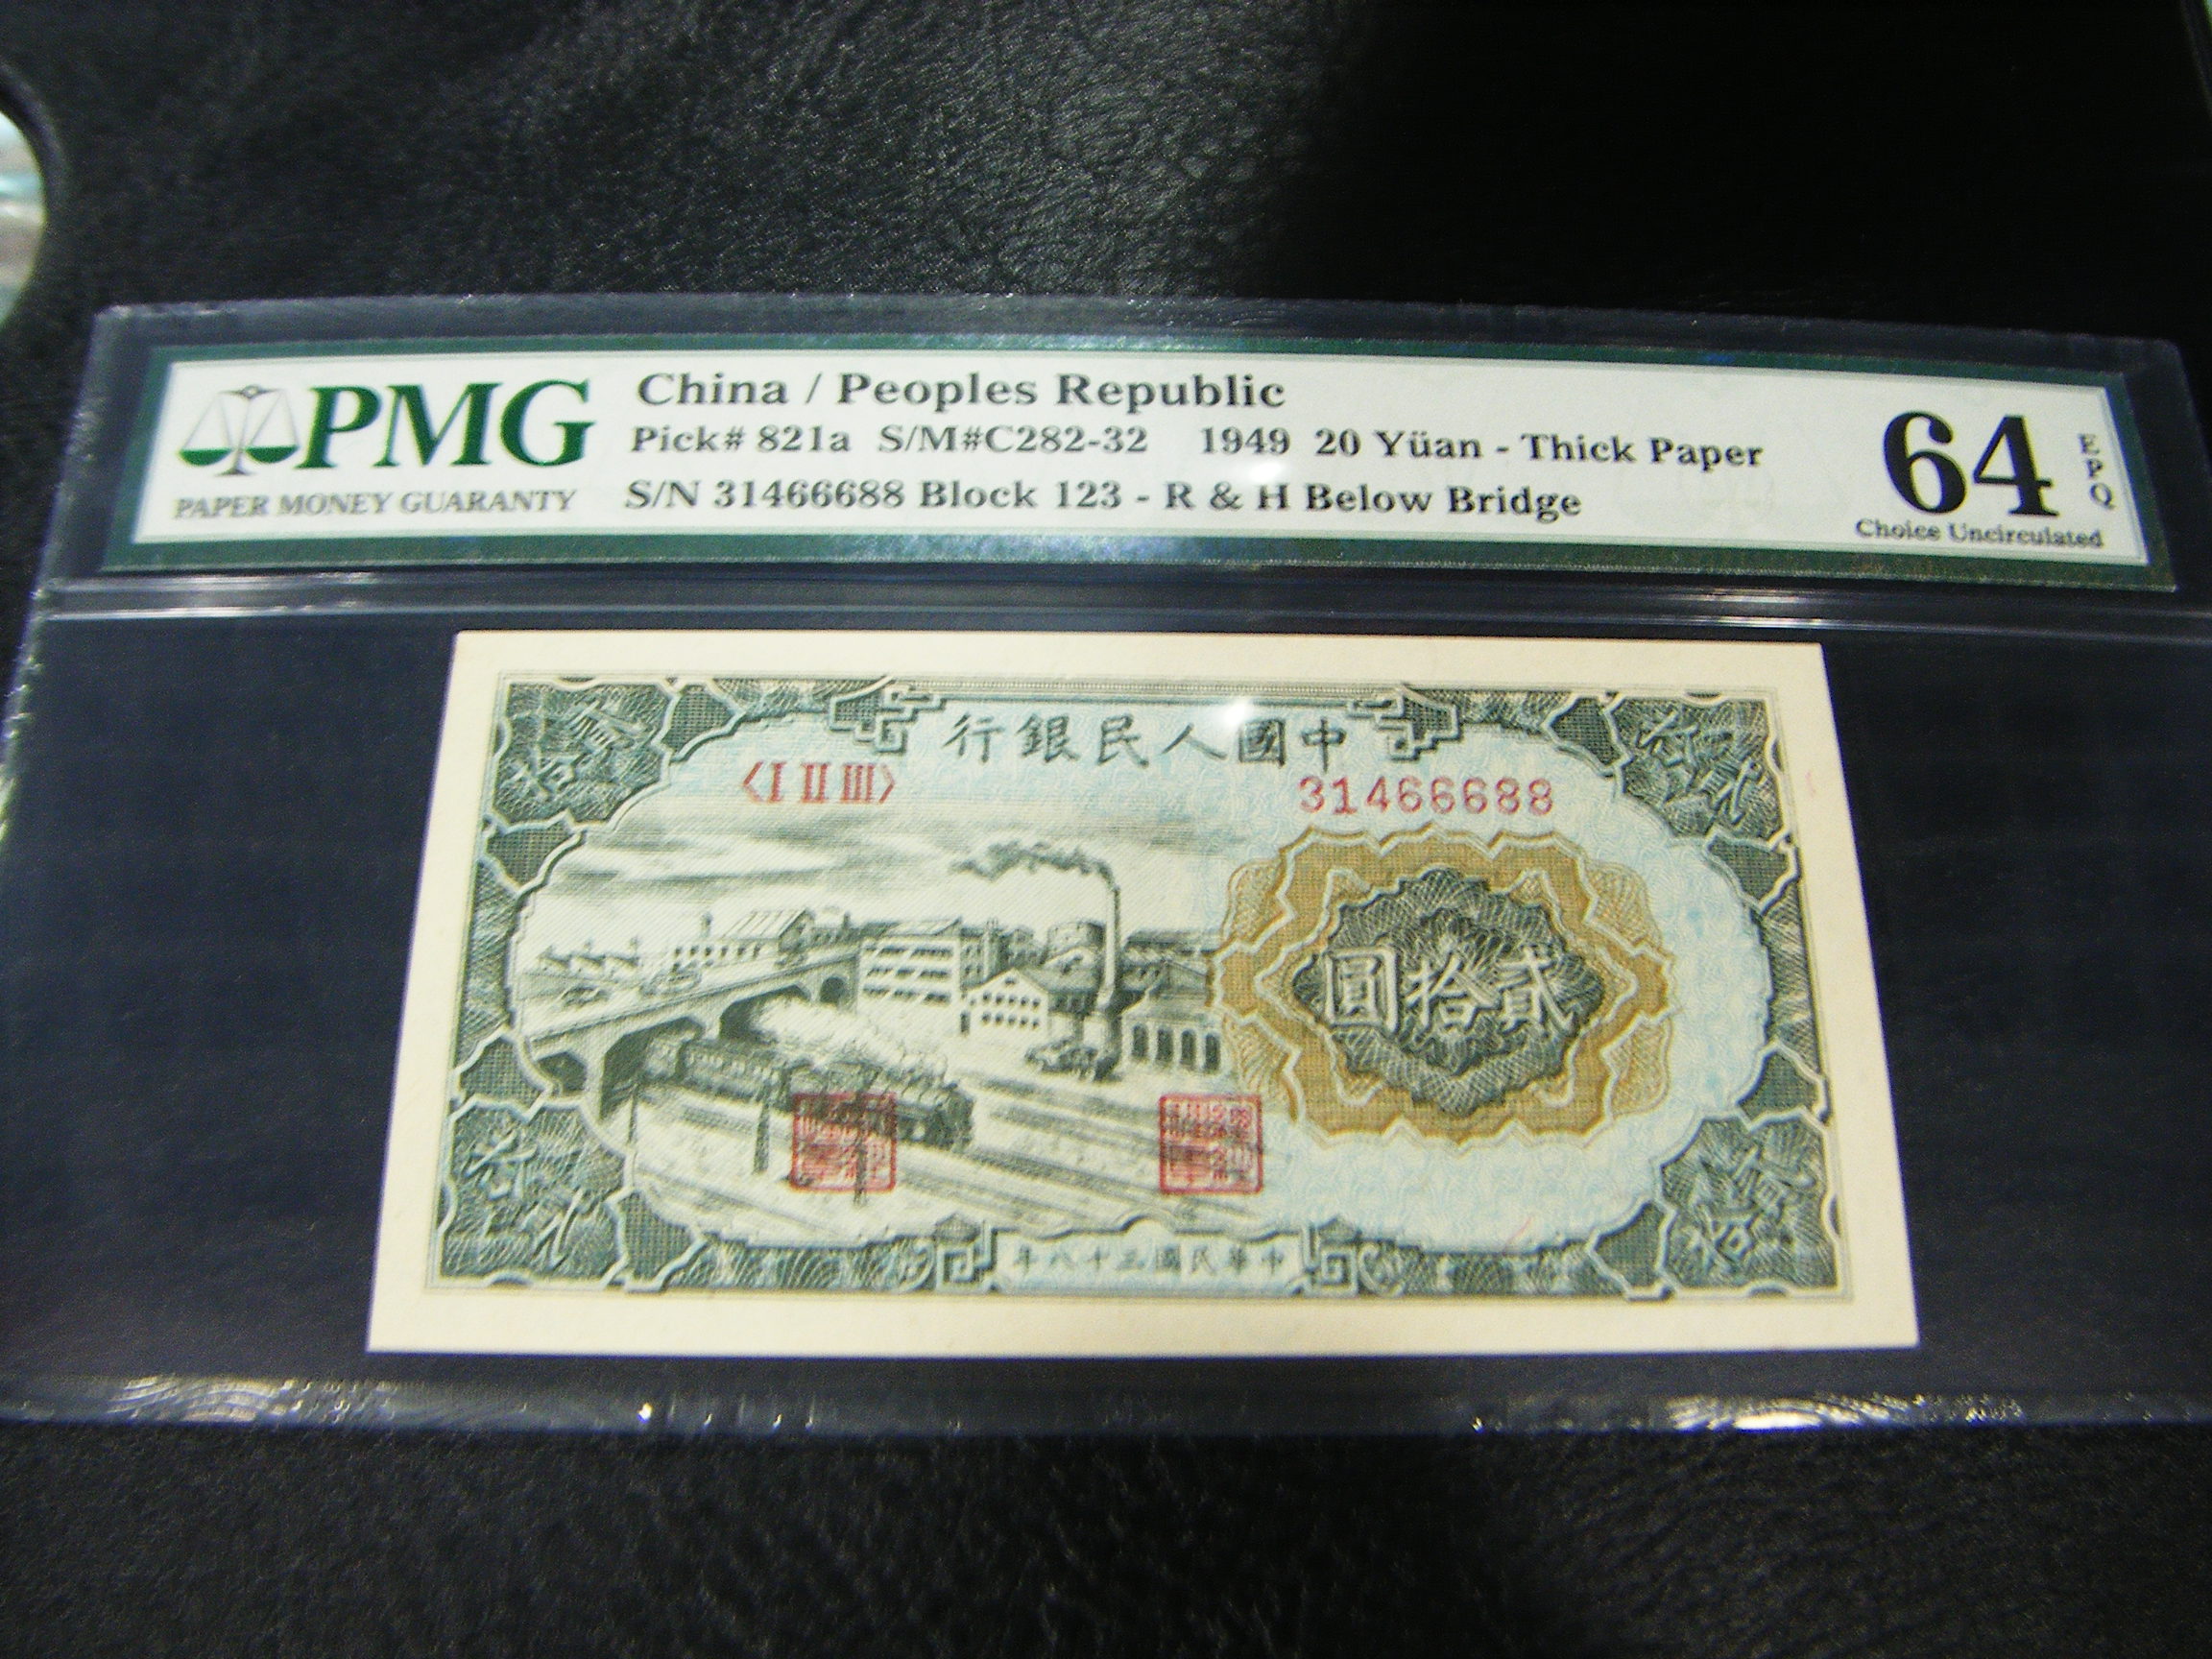 PMG
PAPER MONEY GUARANTY
China / Peoples Republic
Pick# 821a S/M#C282-32 1949 20 Yüan - Thick Paper
S/N 31466688 Block 123 - R & H Below Bridge
64
EPQ
Choice Uncirculated
行銀民人國中
<I II III>
31466688
圓拾貳
年八十三國民華中